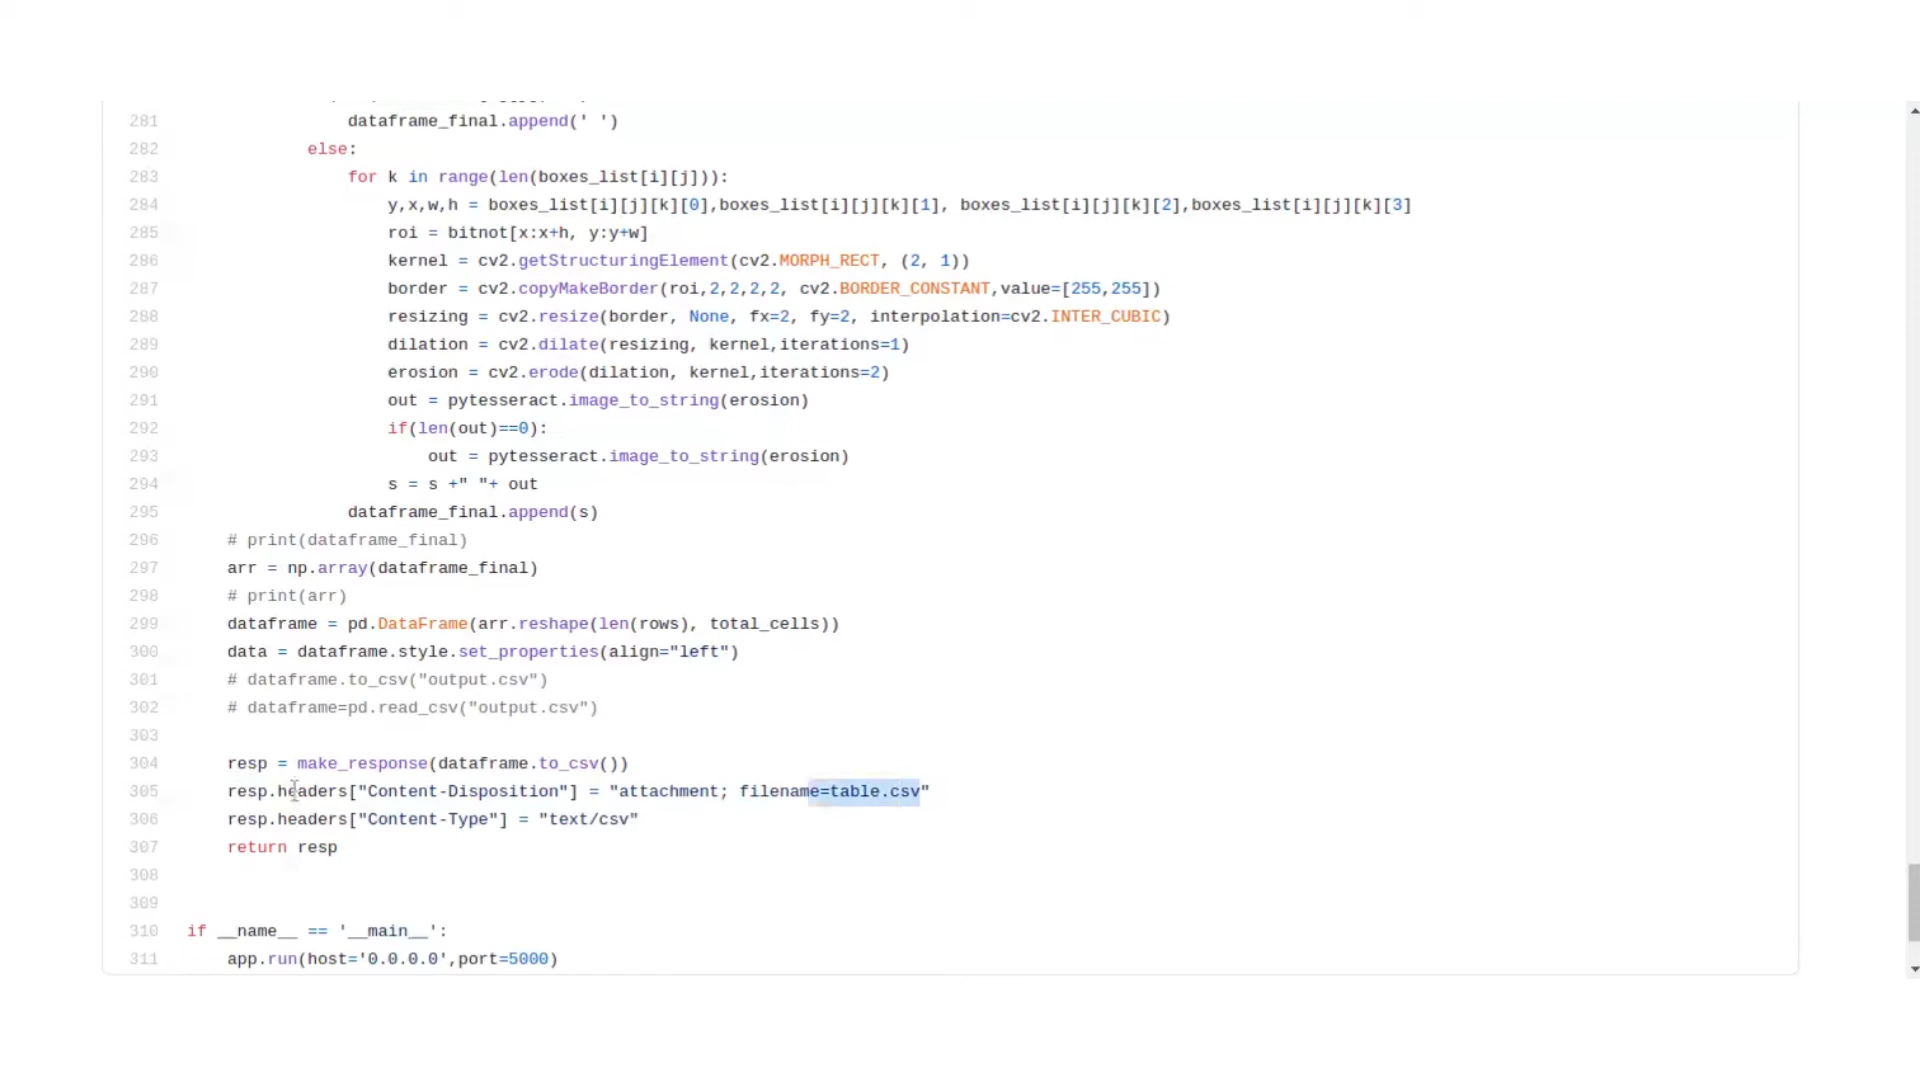 281 dataframe_final.append(' ')
282 else:
283 for k in range(len(boxes_list[i][j])):
284 y,x,w,h = boxes_list[i][j][k][0],boxes_list[i][j][k][1], boxes_list[i][j][k][2],boxes_list[i][j][k][3]
285 roi = bitnot[x:x+h, y:y+w]
286 kernel = cv2.getStructuringElement(cv2.MORPH_RECT, (2, 1))
287 border = cv2.copyMakeBorder(roi,2,2,2,2, cv2.BORDER_CONSTANT,value=[255,255])
288 resizing = cv2.resize(border, None, fx=2, fy=2, interpolation=cv2.INTER_CUBIC)
289 dilation = cv2.dilate(resizing, kernel,iterations=1)
290 erosion = cv2.erode(dilation, kernel,iterations=2)
291 out = pytesseract.image_to_string(erosion)
292 if(len(out)==0):
293 out = pytesseract.image_to_string(erosion)
294 s = s +" "+ out
295 dataframe_final.append(s)
296 # print(dataframe_final)
297 arr = np.array(dataframe_final)
298 # print(arr)
299 dataframe = pd.DataFrame(arr.reshape(len(rows), total_cells))
300 data = dataframe.style.set_properties(align="left")
301 # dataframe.to_csv("output.csv")
302 # dataframe=pd.read_csv("output.csv")
303
304 resp = make_response(dataframe.to_csv())
305 resp.headers["Content-Disposition"] = "attachment; filename=table.csv"
306 resp.headers["Content-Type"] = "text/csv"
307 return resp
308
309
310 if __name__ == '__main__':
311 app.run(host='0.0.0.0',port=5000)